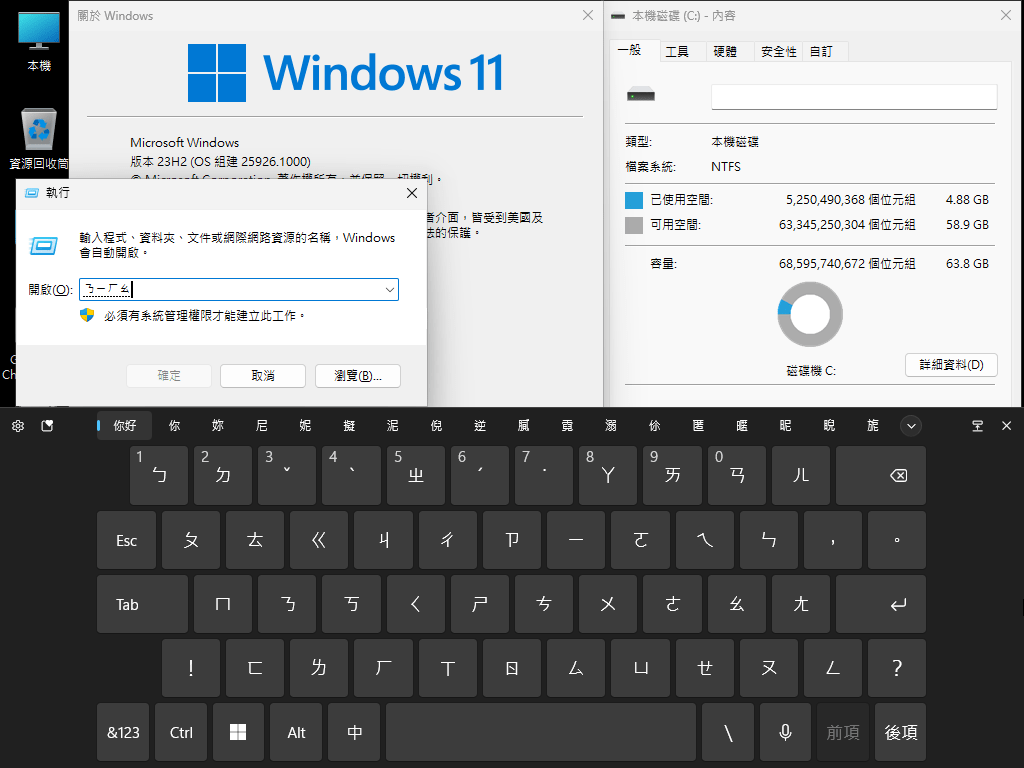 本機
資源回收筒
關於 Windows
Windows 11
Microsoft Windows
版本 23H2 (OS 組建 25926.1000)
© Microsoft Corporation。著作權所有，並保留一切權利。
者介面，皆受到美國及
法的保護。
執行
輸入程式、資料夾、文件或網際網路資源的名稱，Windows
會自動開啟。
開啟(O):
ㄋㄧㄏㄠ
必須有系統管理權限才能建立此工作。
確定
取消
瀏覽(B)...
本機磁碟 (C:) - 內容
一般 工具 硬體 安全性 自訂
類型: 本機磁碟
檔案系統: NTFS
已使用空間: 5,250,490,368 個位元組 4.88 GB
可用空間: 63,345,250,304 個位元組 58.9 GB
容量: 68,595,740,672 個位元組 63.8 GB
磁碟機 C:
詳細資料(D)
你好 你 妳 尼 妮 擬 泥 倪 逆 膩 霓 溺 伱 匿 暱 昵 睨 旎
1 ㄅ 2 ㄉ 3 ˇ 4 ˋ 5 ㄓ 6 ˊ 7 ˙ 8 ㄚ 9 ㄞ 0 ㄢ ㄦ
Esc ㄆ ㄊ ㄍ ㄐ ㄔ ㄗ ㄧ ㄛ ㄟ ㄣ ， 。
Tab ㄇ ㄋ ㄎ ㄑ ㄕ ㄘ ㄨ ㄜ ㄠ ㄤ
! ㄈ ㄌ ㄏ ㄒ ㄖ ㄙ ㄩ ㄝ ㄡ ㄥ ?
&123 Ctrl Alt 中 \ 前項 後項